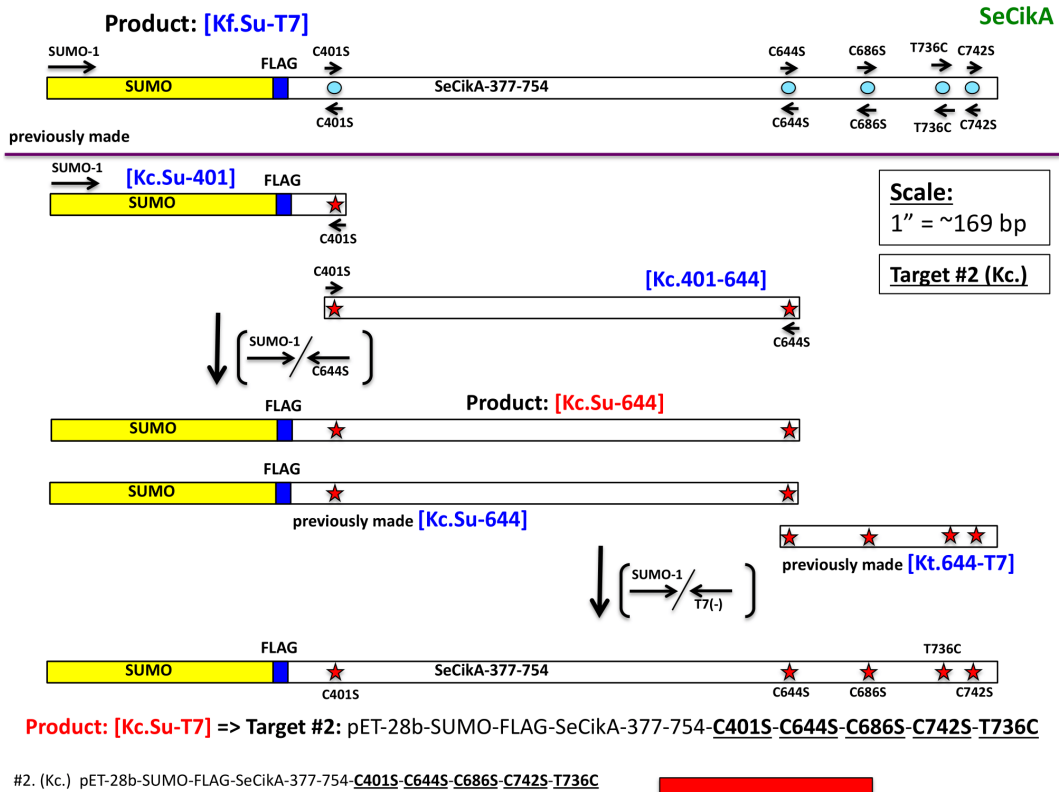 SeCikA
Product: [Kf.Su-T7]
SUMO-1
FLAG
C401S
C644S
C686S
T736C
C742S
SUMO
SeCikA-377-754
C401S
C644S
C686S
T736C
C742S
previously made
SUMO-1
[Kc.Su-401]
FLAG
SUMO
C401S
Scale:
1” = ~169 bp
Target #2 (Kc.)
C401S
[Kc.401-644]
C644S
SUMO-1
C644S
FLAG
Product: [Kc.Su-644]
SUMO
FLAG
SUMO
previously made [Kc.Su-644]
previously made [Kt.644-T7]
SUMO-1
T7(-)
FLAG
T736C
SUMO
SeCikA-377-754
C401S
C644S
C686S
C742S
Product: [Kc.Su-T7] => Target #2: pET-28b-SUMO-FLAG-SeCikA-377-754-C401S-C644S-C686S-C742S-T736C
#2. (Kc.) pET-28b-SUMO-FLAG-SeCikA-377-754-C401S-C644S-C686S-C742S-T736C